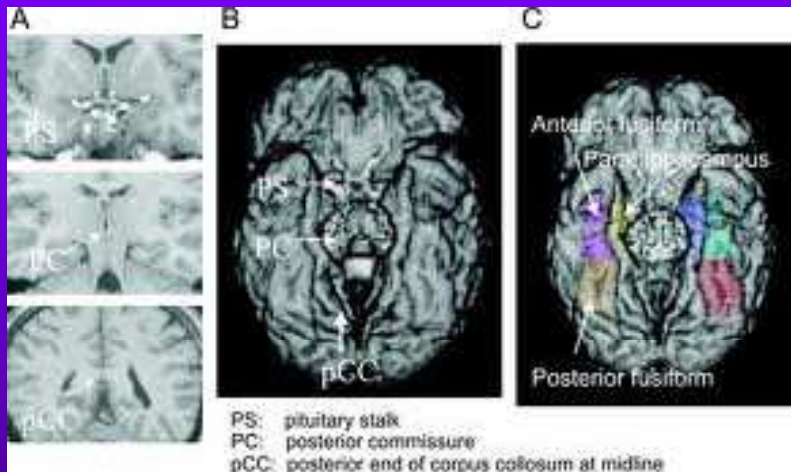 A
PS
PC
pCC
B
PS
PC
pCC
C
Anterior fusiform
Parahippocampus
Posterior fusiform
PS: pituitary stalk
PC: posterior commissure
pCC: posterior end of corpus collosum at midline